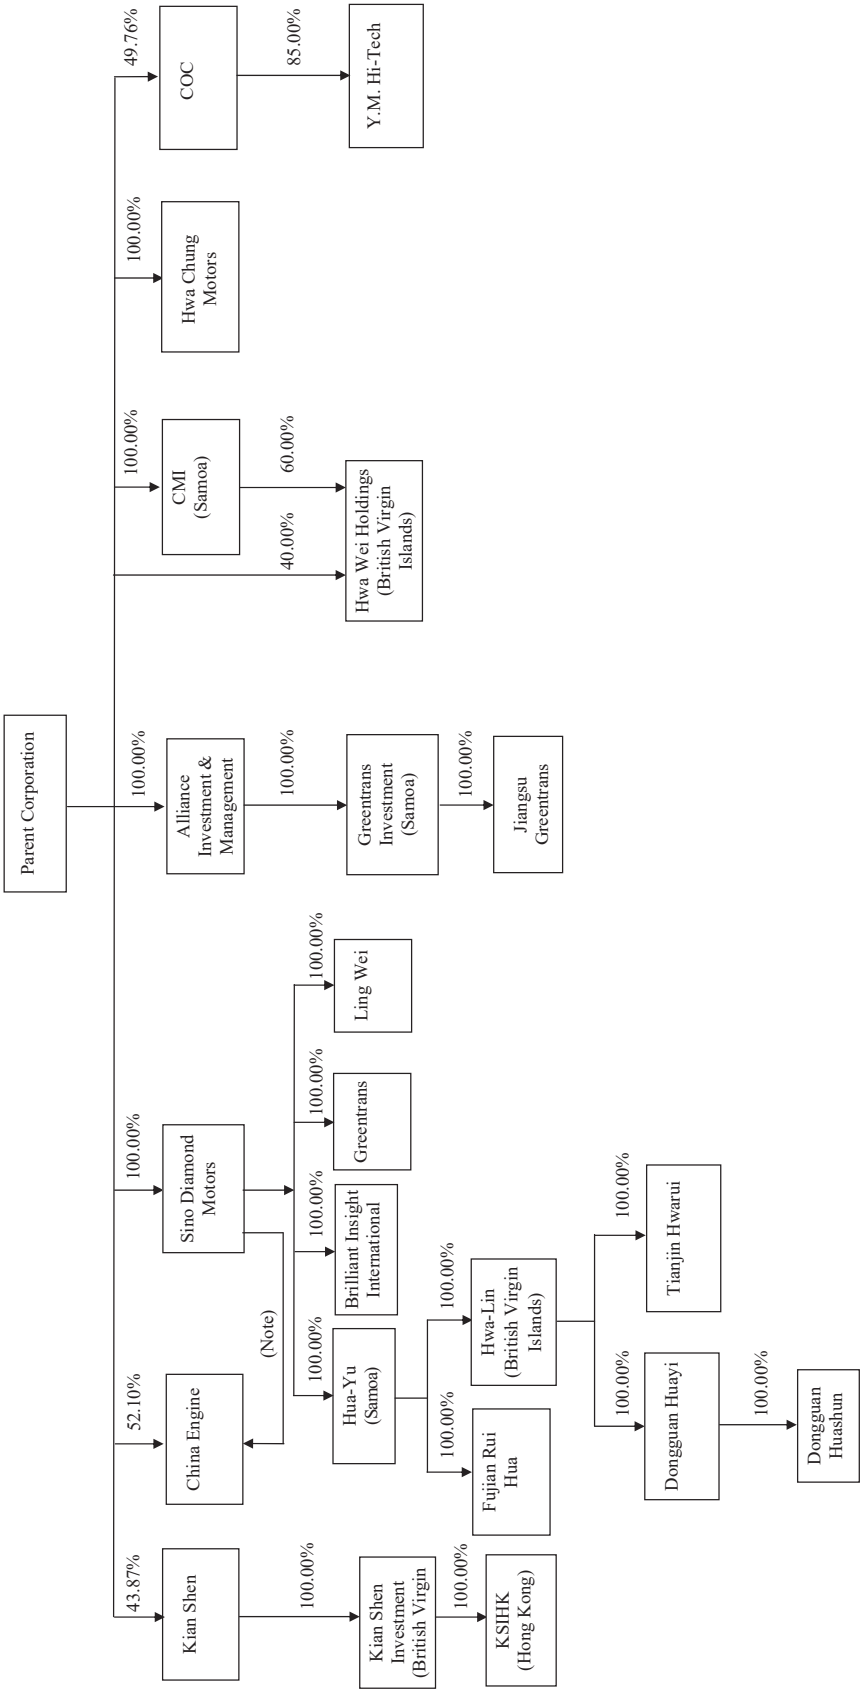 Parent Corporation
43.87%
52.10%
100.00%
100.00%
100.00%
100.00%
49.76%
Kian Shen
China Engine
Sino Diamond
Motors
Alliance
Investment &
Management
CMI
(Samoa)
Hwa Chung
Motors
COC
(Note)
100.00%
100.00%
100.00%
100.00%
100.00%
100.00%
40.00%
60.00%
85.00%
Kian Shen
Investment
(British Virgin
Hua-Yu
(Samoa)
Brilliant Insight
International
Greentrans
Ling Wei
Greentrans
Investment
(Samoa)
Hwa Wei Holdings
(British Virgin
Islands)
Y.M. Hi-Tech
100.00%
100.00%
100.00%
100.00%
KSIHK
(Hong Kong)
Fujian Rui
Hua
Hwa-Lin
(British Virgin
Islands)
Jiangsu
Greentrans
100.00%
100.00%
Dongguan Huayi
Tianjin Hwarui
100.00%
Dongguan
Huashun